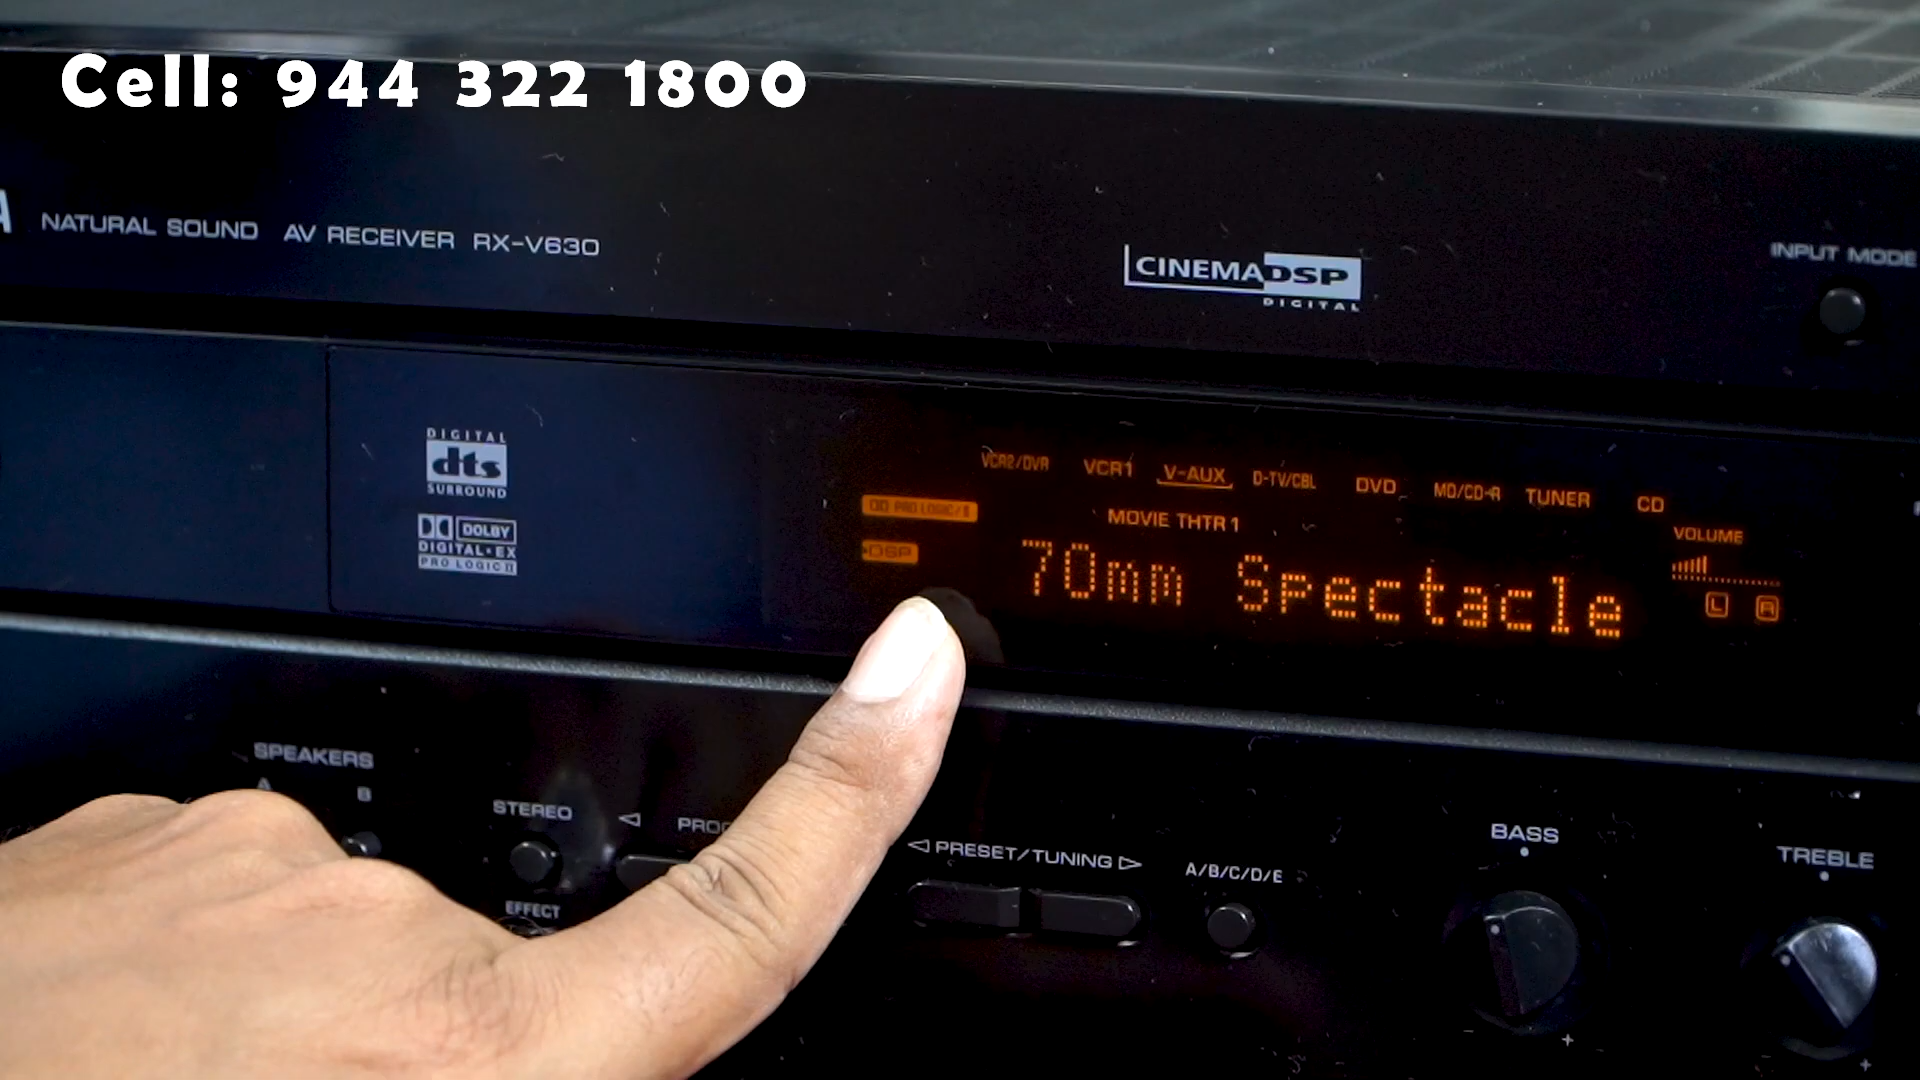 Cell: 944 322 1800
NATURAL SOUND AV RECEIVER RX-V630
CINEMA DSP
DIGITAL
INPUT MODE
DIGITAL
dts
SURROUND
DOLBY
DIGITAL•EX
PRO LOGIC II
VCR2/DVR VCR1 V-AUX D-TV/CBL DVD MD/CD-R TUNER CD
PRO LOGIC/II
MOVIE THTR 1
VOLUME
DSP
70mm Spectacle
L R
SPEAKERS
A B
STEREO
EFFECT
PRESET/TUNING
A/B/C/D/E
BASS
- +
TREBLE
+